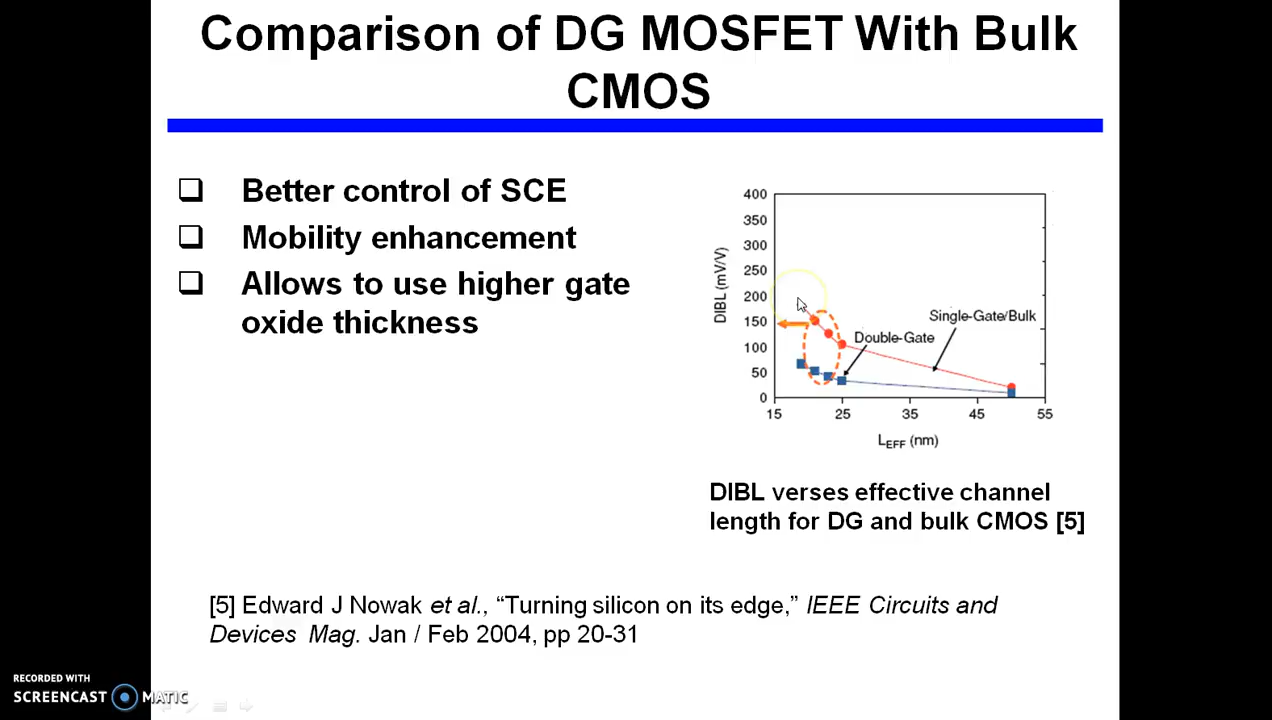 Comparison of DG MOSFET With Bulk
CMOS
Better control of SCE
Mobility enhancement
Allows to use higher gate
oxide thickness
400
350
300
250
200
150
100
50
0
DIBL (mV/V)
Single-Gate/Bulk
Double-Gate
15 25 35 45 55
LEFF (nm)
DIBL verses effective channel
length for DG and bulk CMOS [5]
[5] Edward J Nowak et al., “Turning silicon on its edge,” IEEE Circuits and
Devices Mag. Jan / Feb 2004, pp 20-31
RECORDED WITH
SCREENCAST MATIC